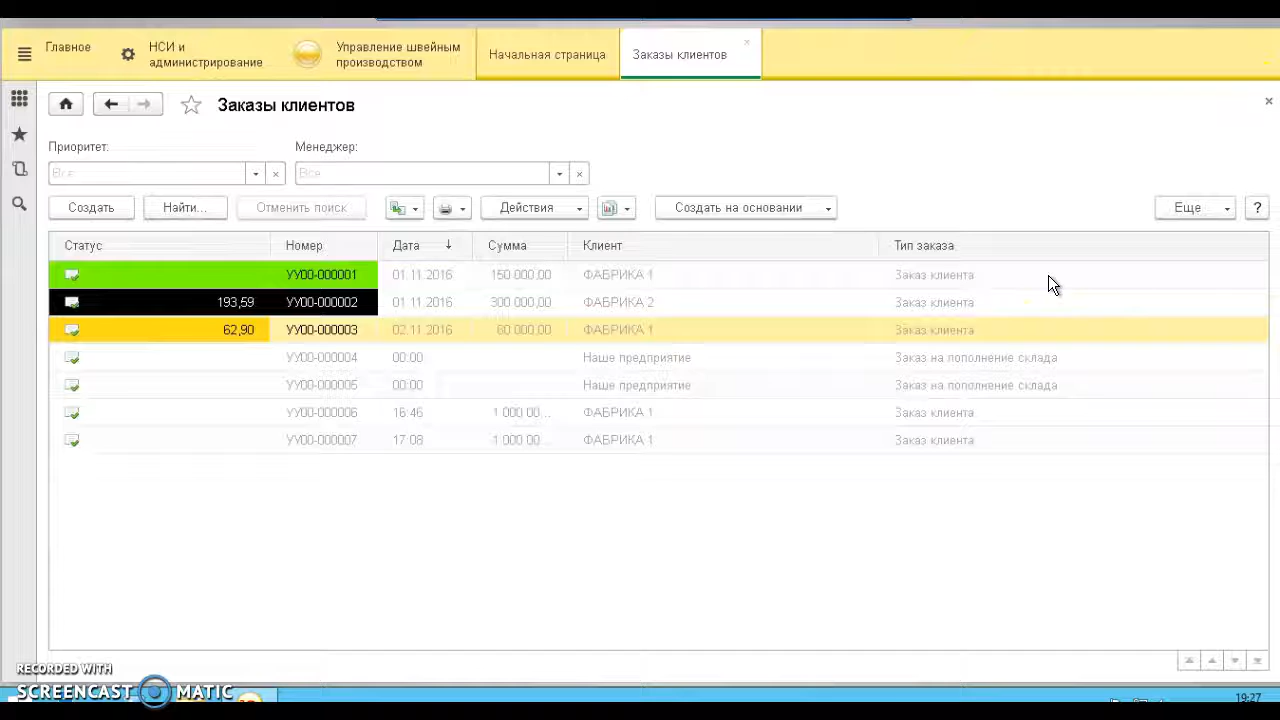 Главное
НСИ и администрирование
Управление швейным производством
Начальная страница
Заказы клиентов
Заказы клиентов
Приоритет: Менеджер:
Все Все
Создать Найти... Отменить поиск Действия Создать на основании Еще ?
Статус Номер Дата Сумма Клиент Тип заказа
УУ00-000001 01.11.2016 150 000,00 ФАБРИКА 1 Заказ клиента
193,59 УУ00-000002 01.11.2016 300 000,00 ФАБРИКА 2 Заказ клиента
62,90 УУ00-000003 02.11.2016 60 000,00 ФАБРИКА 1 Заказ клиента
УУ00-000004 00:00 Наше предприятие Заказ на пополнение склада
УУ00-000005 00:00 Наше предприятие Заказ на пополнение склада
УУ00-000006 16:46 1 000 00... ФАБРИКА 1 Заказ клиента
УУ00-000007 17:08 1 000 00... ФАБРИКА 1 Заказ клиента
RECORDED WITH
SCREENCAST MATIC
19:27